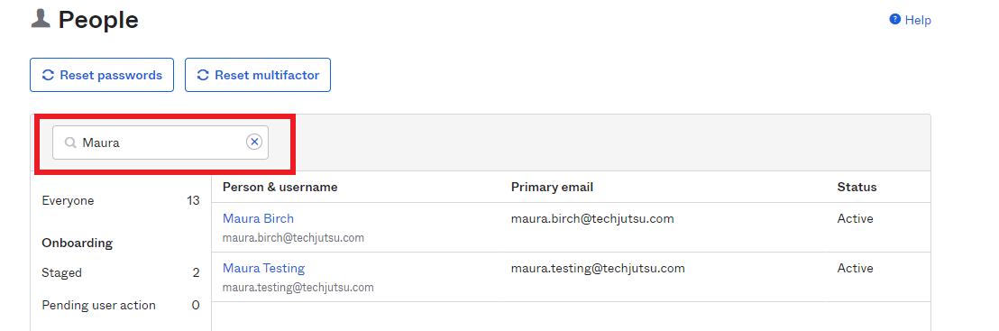 People
Help
Reset passwords
Reset multifactor
Maura
Everyone 13
Onboarding
Staged 2
Pending user action 0
Person & username Primary email Status
Maura Birch maura.birch@techjutsu.com Active
maura.birch@techjutsu.com
Maura Testing maura.testing@techjutsu.com Active
maura.testing@techjutsu.com